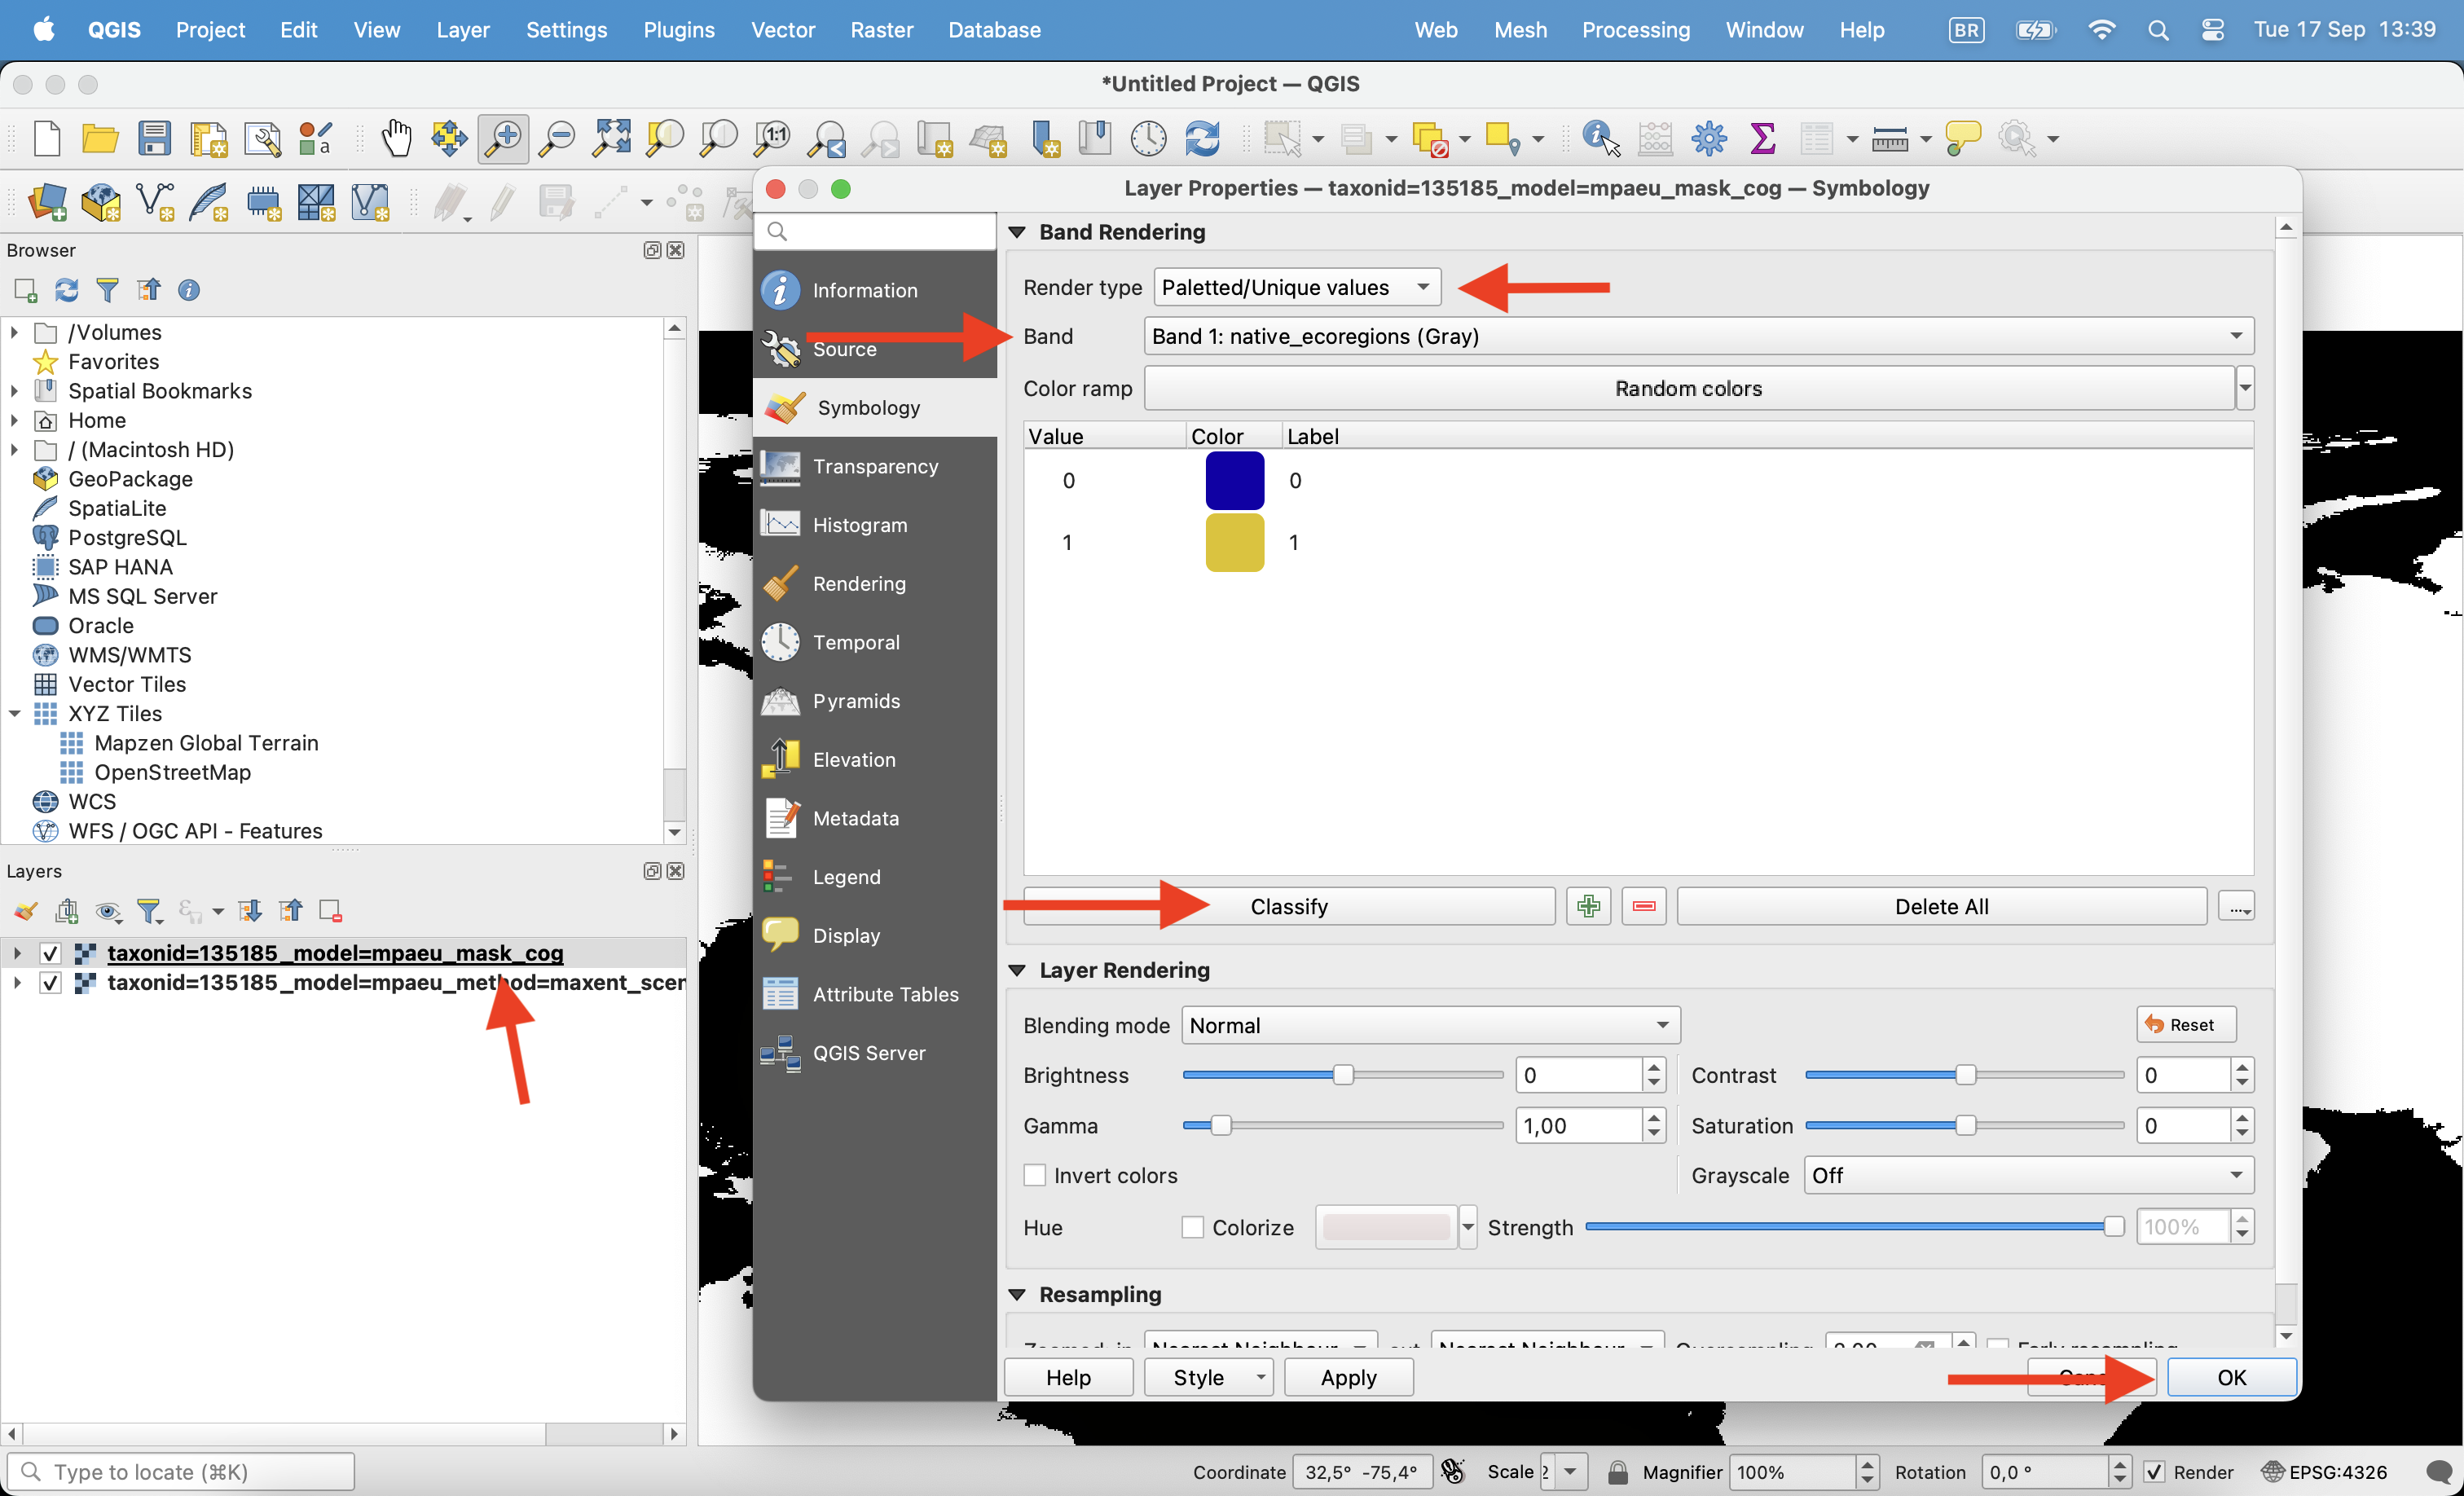 QGIS Project Edit View Layer Settings Plugins Vector Raster Database Web Mesh Processing Window Help BR Tue 17 Sep 13:39
*Untitled Project — QGIS
Layer Properties — taxonid=135185_model=mpaeu_mask_cog — Symbology
Browser
/Volumes
Favorites
Spatial Bookmarks
Home
/ (Macintosh HD)
GeoPackage
SpatiaLite
PostgreSQL
SAP HANA
MS SQL Server
Oracle
WMS/WMTS
Vector Tiles
XYZ Tiles
Mapzen Global Terrain
OpenStreetMap
WCS
WFS / OGC API - Features
Layers
taxonid=135185_model=mpaeu_mask_cog
taxonid=135185_model=mpaeu_method=maxent_scen
Information
Source
Symbology
Transparency
Histogram
Rendering
Temporal
Pyramids
Elevation
Metadata
Legend
Display
Attribute Tables
QGIS Server
Band Rendering
Render type Paletted/Unique values
Band Band 1: native_ecoregions (Gray)
Color ramp Random colors
Value Color Label
0 0
1 1
Classify Delete All ...
Layer Rendering
Blending mode Normal Reset
Brightness 0 Contrast 0
Gamma 1,00 Saturation 0
Invert colors Grayscale Off
Hue Colorize Strength 100%
Resampling
Help Style Apply OK
Type to locate (⌘K) Coordinate 32,5° -75,4° Scale Magnifier 100% Rotation 0,0 ° Render EPSG:4326